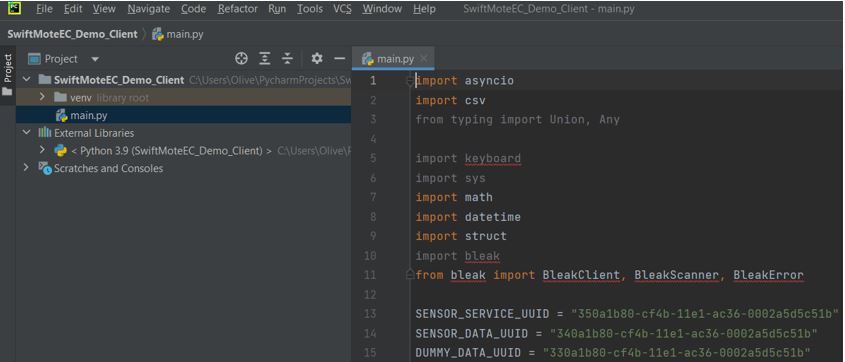 PC File Edit View Navigate Code Refactor Run Tools VCS Window Help SwiftMoteEC_Demo_Client - main.py
SwiftMoteEC_Demo_Client main.py
Project
Project
main.py
SwiftMoteEC_Demo_Client C:\Users\Olive\PycharmProjects\Sw
venv library root
main.py
External Libraries
< Python 3.9 (SwiftMoteEC_Demo_Client) > C:\Users\Olive\P
Scratches and Consoles
1 import asyncio
2 import csv
3 from typing import Union, Any
4
5 import keyboard
6 import sys
7 import math
8 import datetime
9 import struct
10 import bleak
11 from bleak import BleakClient, BleakScanner, BleakError
12
13 SENSOR_SERVICE_UUID = "350a1b80-cf4b-11e1-ac36-0002a5d5c51b"
14 SENSOR_DATA_UUID = "340a1b80-cf4b-11e1-ac36-0002a5d5c51b"
15 DUMMY_DATA_UUID = "330a1b80-cf4b-11e1-ac36-0002a5d5c51b"